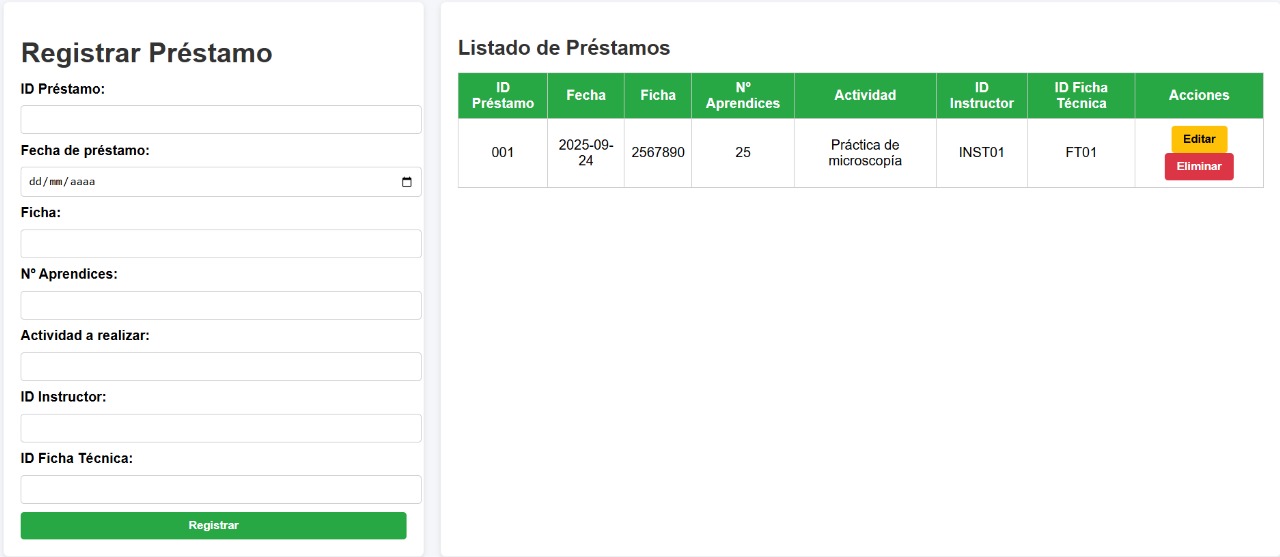 Registrar Préstamo
ID Préstamo:
Fecha de préstamo:
dd/mm/aaaa
Ficha:
Nº Aprendices:
Actividad a realizar:
ID Instructor:
ID Ficha Técnica:
Registrar
Listado de Préstamos
ID Préstamo Fecha Ficha Nº Aprendices Actividad ID Instructor ID Ficha Técnica Acciones
001 2025-09-24 2567890 25 Práctica de microscopía INST01 FT01 Editar
Eliminar